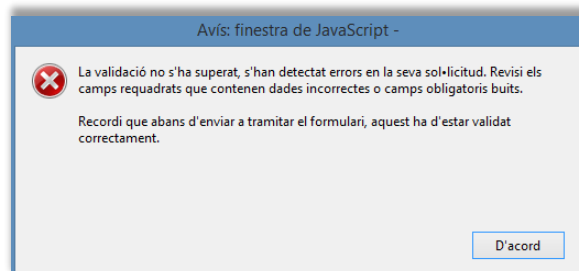 Avís: finestra de JavaScript -
La validació no s'ha superat, s'han detectat errors en la seva sol•licitud. Revisi els
camps requadrats que contenen dades incorrectes o camps obligatoris buits.
Recordi que abans d'enviar a tramitar el formulari, aquest ha d'estar validat
correctament.
D'acord